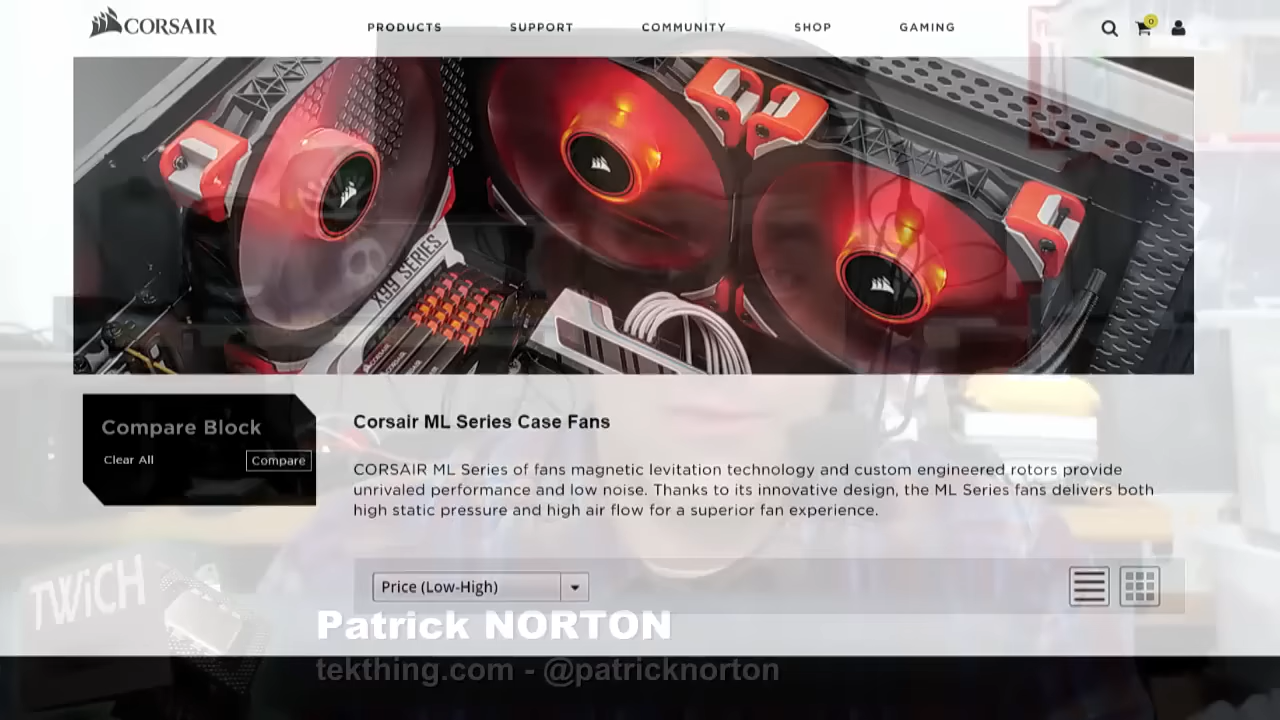 CORSAIR
PRODUCTS SUPPORT COMMUNITY SHOP GAMING
0
X99 SERIES
Compare Block
Clear All Compare
Corsair ML Series Case Fans
CORSAIR ML Series of fans magnetic levitation technology and custom engineered rotors provide
unrivaled performance and low noise. Thanks to its innovative design, the ML Series fans delivers both
high static pressure and high air flow for a superior fan experience.
Price (Low-High)
TWiCH
Patrick NORTON
tekthing.com - @patricknorton